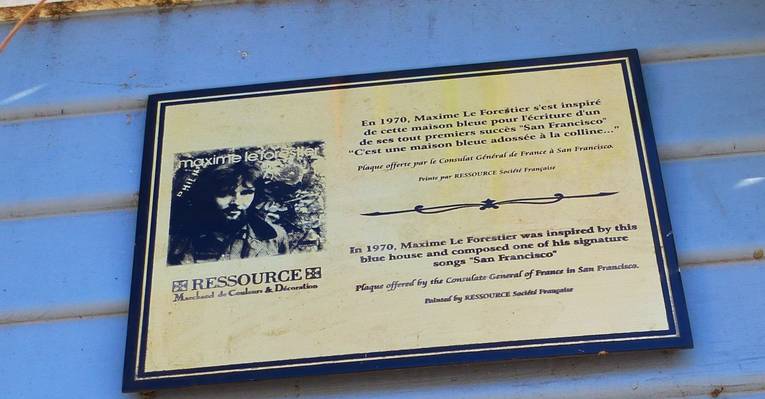 maxime le forestier
RESSOURCE
Marchand de Couleurs & Décoration
En 1970, Maxime Le Forestier s'est inspiré
de cette maison bleue pour l'écriture d'un
de ses tout premiers succès "San Francisco"
"C'est une maison bleue adossée à la colline..."
Plaque offerte par le Consulat Général de France à San Francisco.
Peinte par RESSOURCE Société Française
In 1970, Maxime Le Forestier was inspired by this
blue house and composed one of his signature
songs "San Francisco"
Plaque offered by the Consulate General of France in San Francisco.
Painted by RESSOURCE Société Française